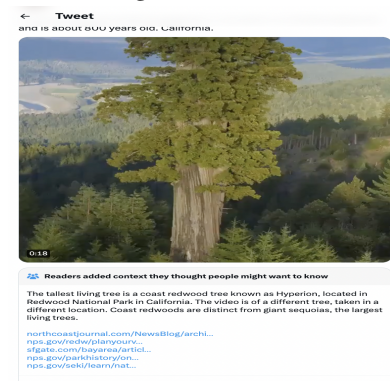 ← Tweet
and is about 800 years old. California.
0:18
Readers added context they thought people might want to know
The tallest living tree is a coast redwood tree known as Hyperion, located in
Redwood National Park in California. The video is of a different tree, taken in a
different location. Coast redwoods are distinct from giant sequoias, the largest
living trees.
northcoastjournal.com/NewsBlog/archi...
nps.gov/redw/planyourv...
sfgate.com/bayarea/articl...
nps.gov/parkhistory/on...
nps.gov/seki/learn/nat...